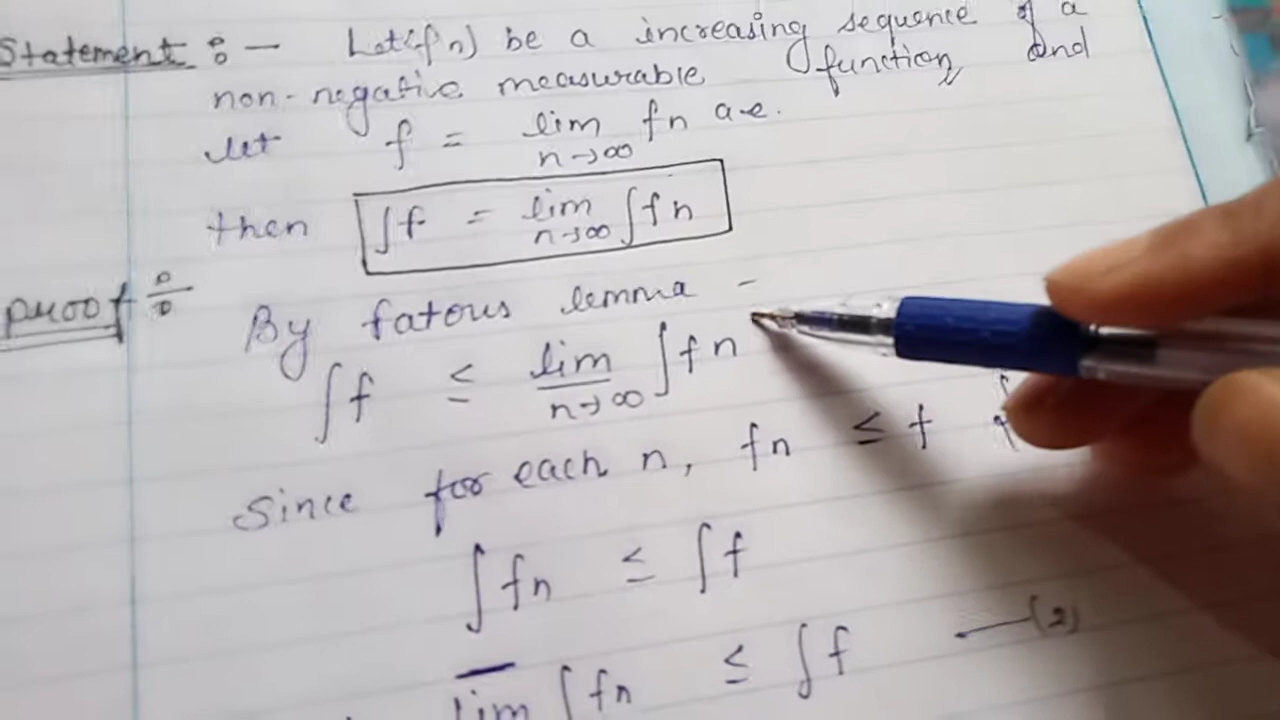 Statement :- Let (fn) be a increasing sequence of a
non-negative measurable function, and
let f = lim n→∞ fn a.e.
then ∫f = lim n→∞ ∫fn
proof :- By fatous lemma -
∫f ≤ lim n→∞ ∫fn
Since for each n, fn ≤ f
∫fn ≤ ∫f
lim ∫fn ≤ ∫f —(2)